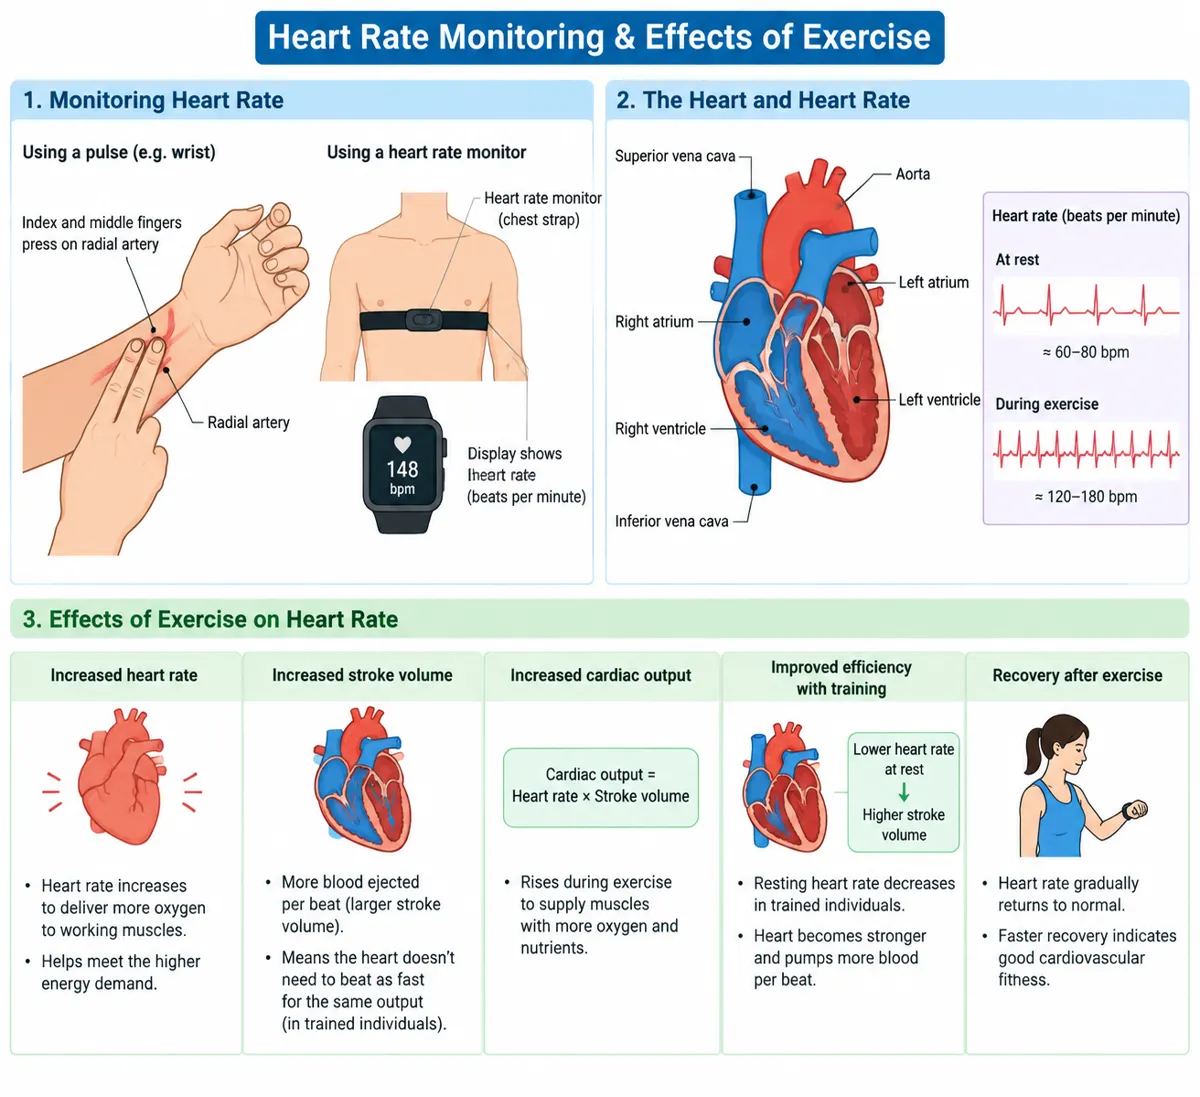 Heart Rate Monitoring & Effects of Exercise
1. Monitoring Heart Rate
Using a pulse (e.g. wrist)
Index and middle fingers
press on radial artery
Radial artery
Using a heart rate monitor
Heart rate monitor
(chest strap)
148
bpm
Display shows
heart rate
(beats per minute)
2. The Heart and Heart Rate
Superior vena cava
Aorta
Left atrium
Right atrium
Left ventricle
Right ventricle
Inferior vena cava
Heart rate (beats per minute)
At rest
≈ 60–80 bpm
During exercise
≈ 120–180 bpm
3. Effects of Exercise on Heart Rate
Increased heart rate
• Heart rate increases
to deliver more oxygen
to working muscles.
• Helps meet the higher
energy demand.
Increased stroke volume
• More blood ejected
per beat (larger stroke
volume).
• Means the heart doesn't
need to beat as fast
for the same output
(in trained individuals).
Increased cardiac output
Cardiac output =
Heart rate × Stroke volume
• Rises during exercise
to supply muscles
with more oxygen and
nutrients.
Improved efficiency
with training
Lower heart rate
at rest
↓
Higher stroke
volume
• Resting heart rate decreases
in trained individuals.
• Heart becomes stronger
and pumps more blood
per beat.
Recovery after exercise
• Heart rate gradually
returns to normal.
• Faster recovery indicates
good cardiovascular
fitness.